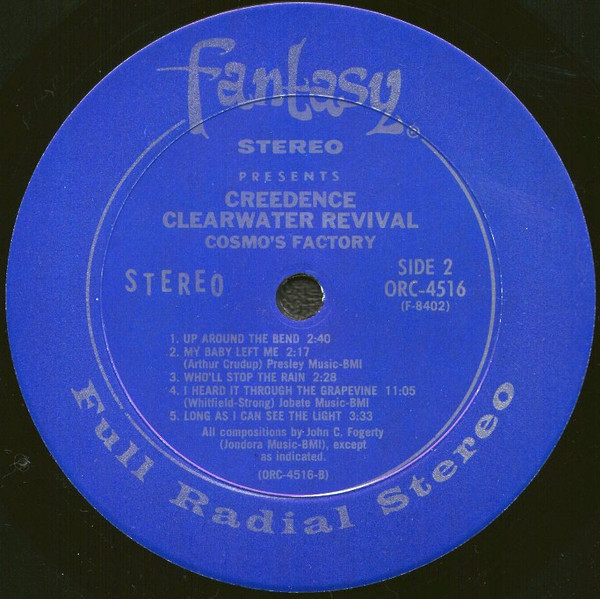 Fantasy®
STEREO
PRESENTS
CREEDENCE
CLEARWATER REVIVAL
COSMO'S FACTORY
STEREO
SIDE 2
ORC-4516
(F-8402)
1. UP AROUND THE BEND 2:40
2. MY BABY LEFT ME 2:17
(Arthur Crudup) Presley Music-BMI
3. WHO'LL STOP THE RAIN 2:28
4. I HEARD IT THROUGH THE GRAPEVINE 11:05
(Whitfield-Strong) Jobete Music-BMI
5. LONG AS I CAN SEE THE LIGHT 3:33
All compositions by John C. Fogerty
(Jondora Music-BMI), except
as indicated.
(ORC-4516-B)
Full Radial Stereo